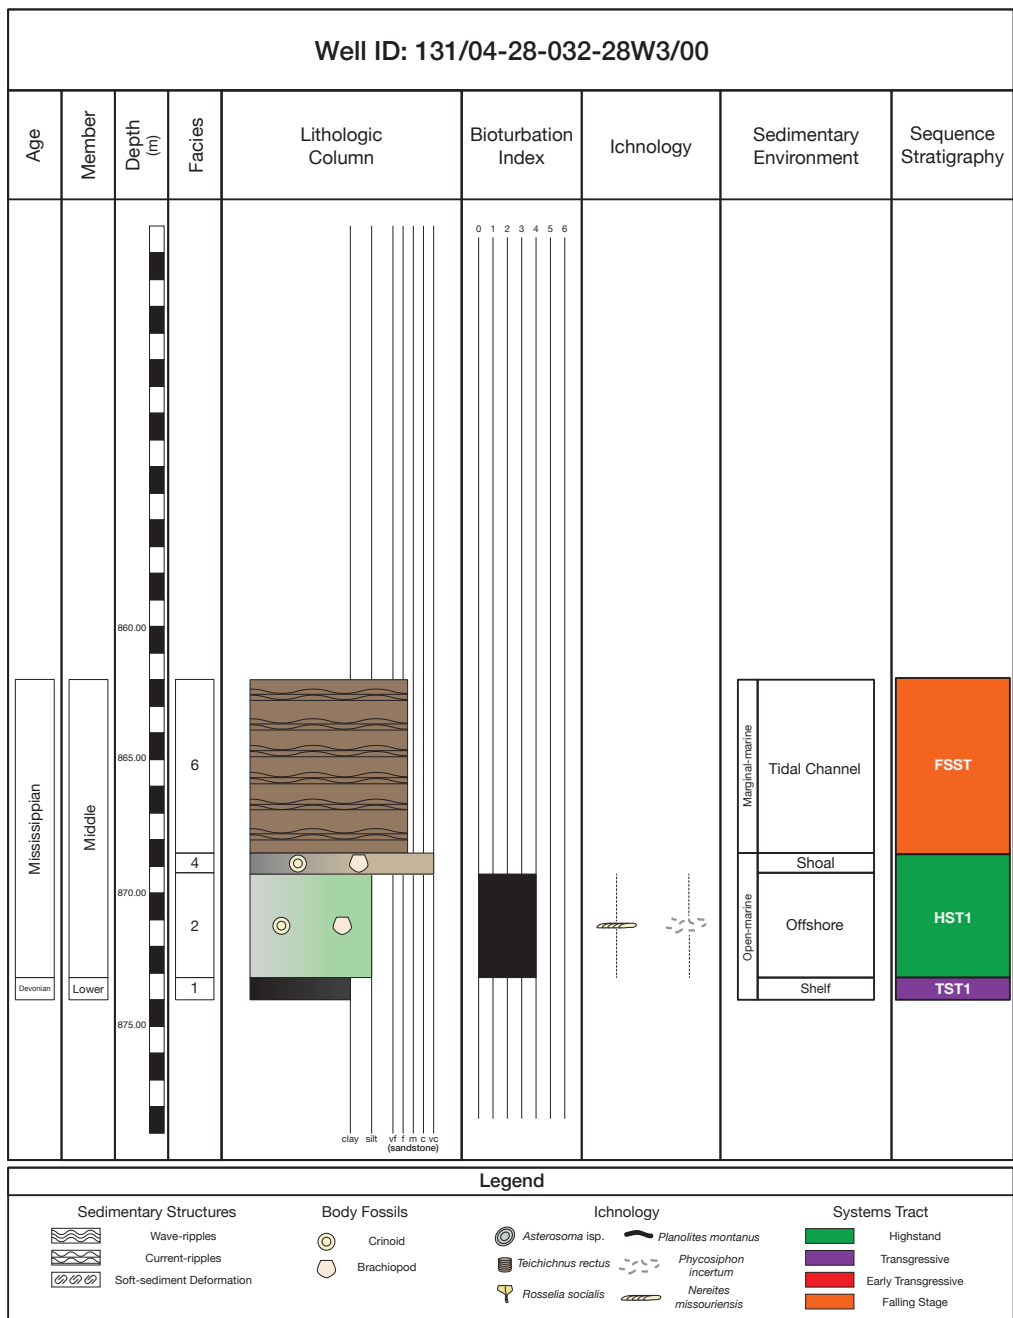 Well ID: 131/04-28-032-28W3/00
Age
Member
Depth
(m)
Facies
Lithologic
Column
Bioturbation
Index
Ichnology
Sedimentary
Environment
Sequence
Stratigraphy
0 1 2 3 4 5 6
860.00
865.00
870.00
875.00
Mississippian
Devonian
Middle
Lower
6
4
2
1
clay silt vf f m c vc
(sandstone)
Marginal-marine
Open-marine
Tidal Channel
Shoal
Offshore
Shelf
FSST
HST1
TST1
Legend
Sedimentary Structures
Wave-ripples
Current-ripples
Soft-sediment Deformation
Body Fossils
Crinoid
Brachiopod
Ichnology
Asterosoma isp.
Teichichnus rectus
Rosselia socialis
Planolites montanus
Phycosiphon
incertum
Nereites
missouriensis
Systems Tract
Highstand
Transgressive
Early Transgressive
Falling Stage